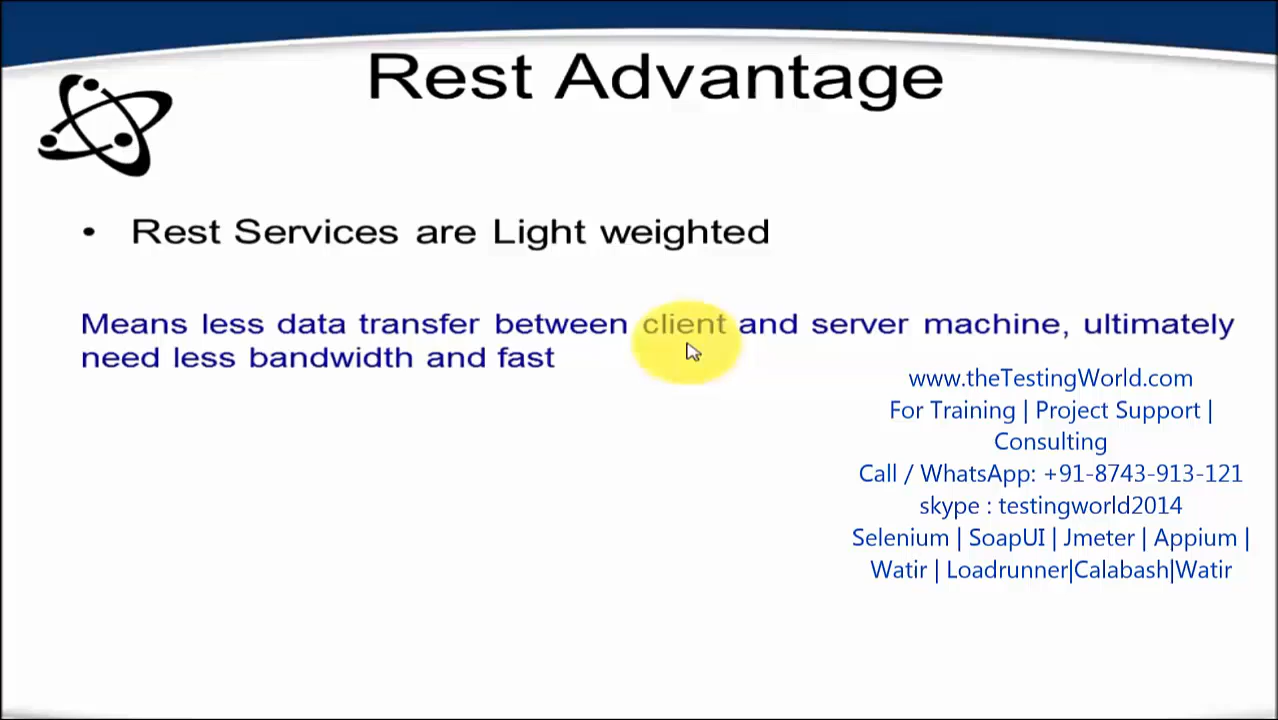 Rest Advantage
• Rest Services are Light weighted
Means less data transfer between client and server machine, ultimately
need less bandwidth and fast
www.theTestingWorld.com
For Training | Project Support |
Consulting
Call / WhatsApp: +91-8743-913-121
skype : testingworld2014
Selenium | SoapUI | Jmeter | Appium |
Watir | Loadrunner|Calabash|Watir